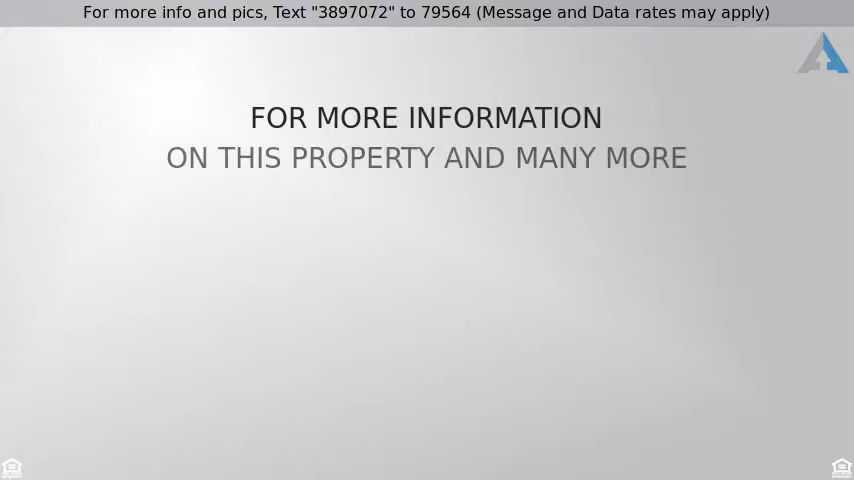 For more info and pics, Text "3897072" to 79564 (Message and Data rates may apply)
FOR MORE INFORMATION
ON THIS PROPERTY AND MANY MORE